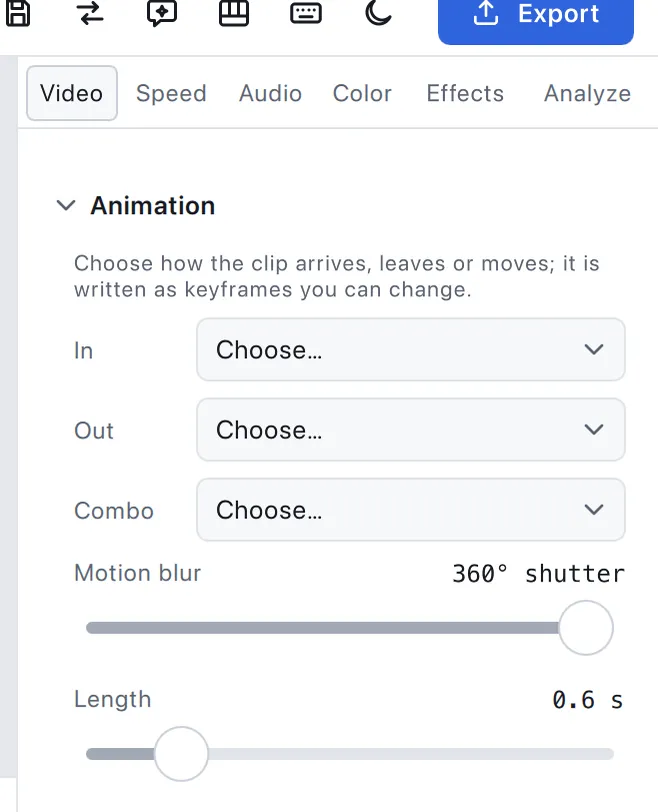 Export
Video Speed Audio Color Effects Analyze
Animation
Choose how the clip arrives, leaves or moves; it is
written as keyframes you can change.
In Choose...
Out Choose...
Combo Choose...
Motion blur 360° shutter
Length 0.6 s